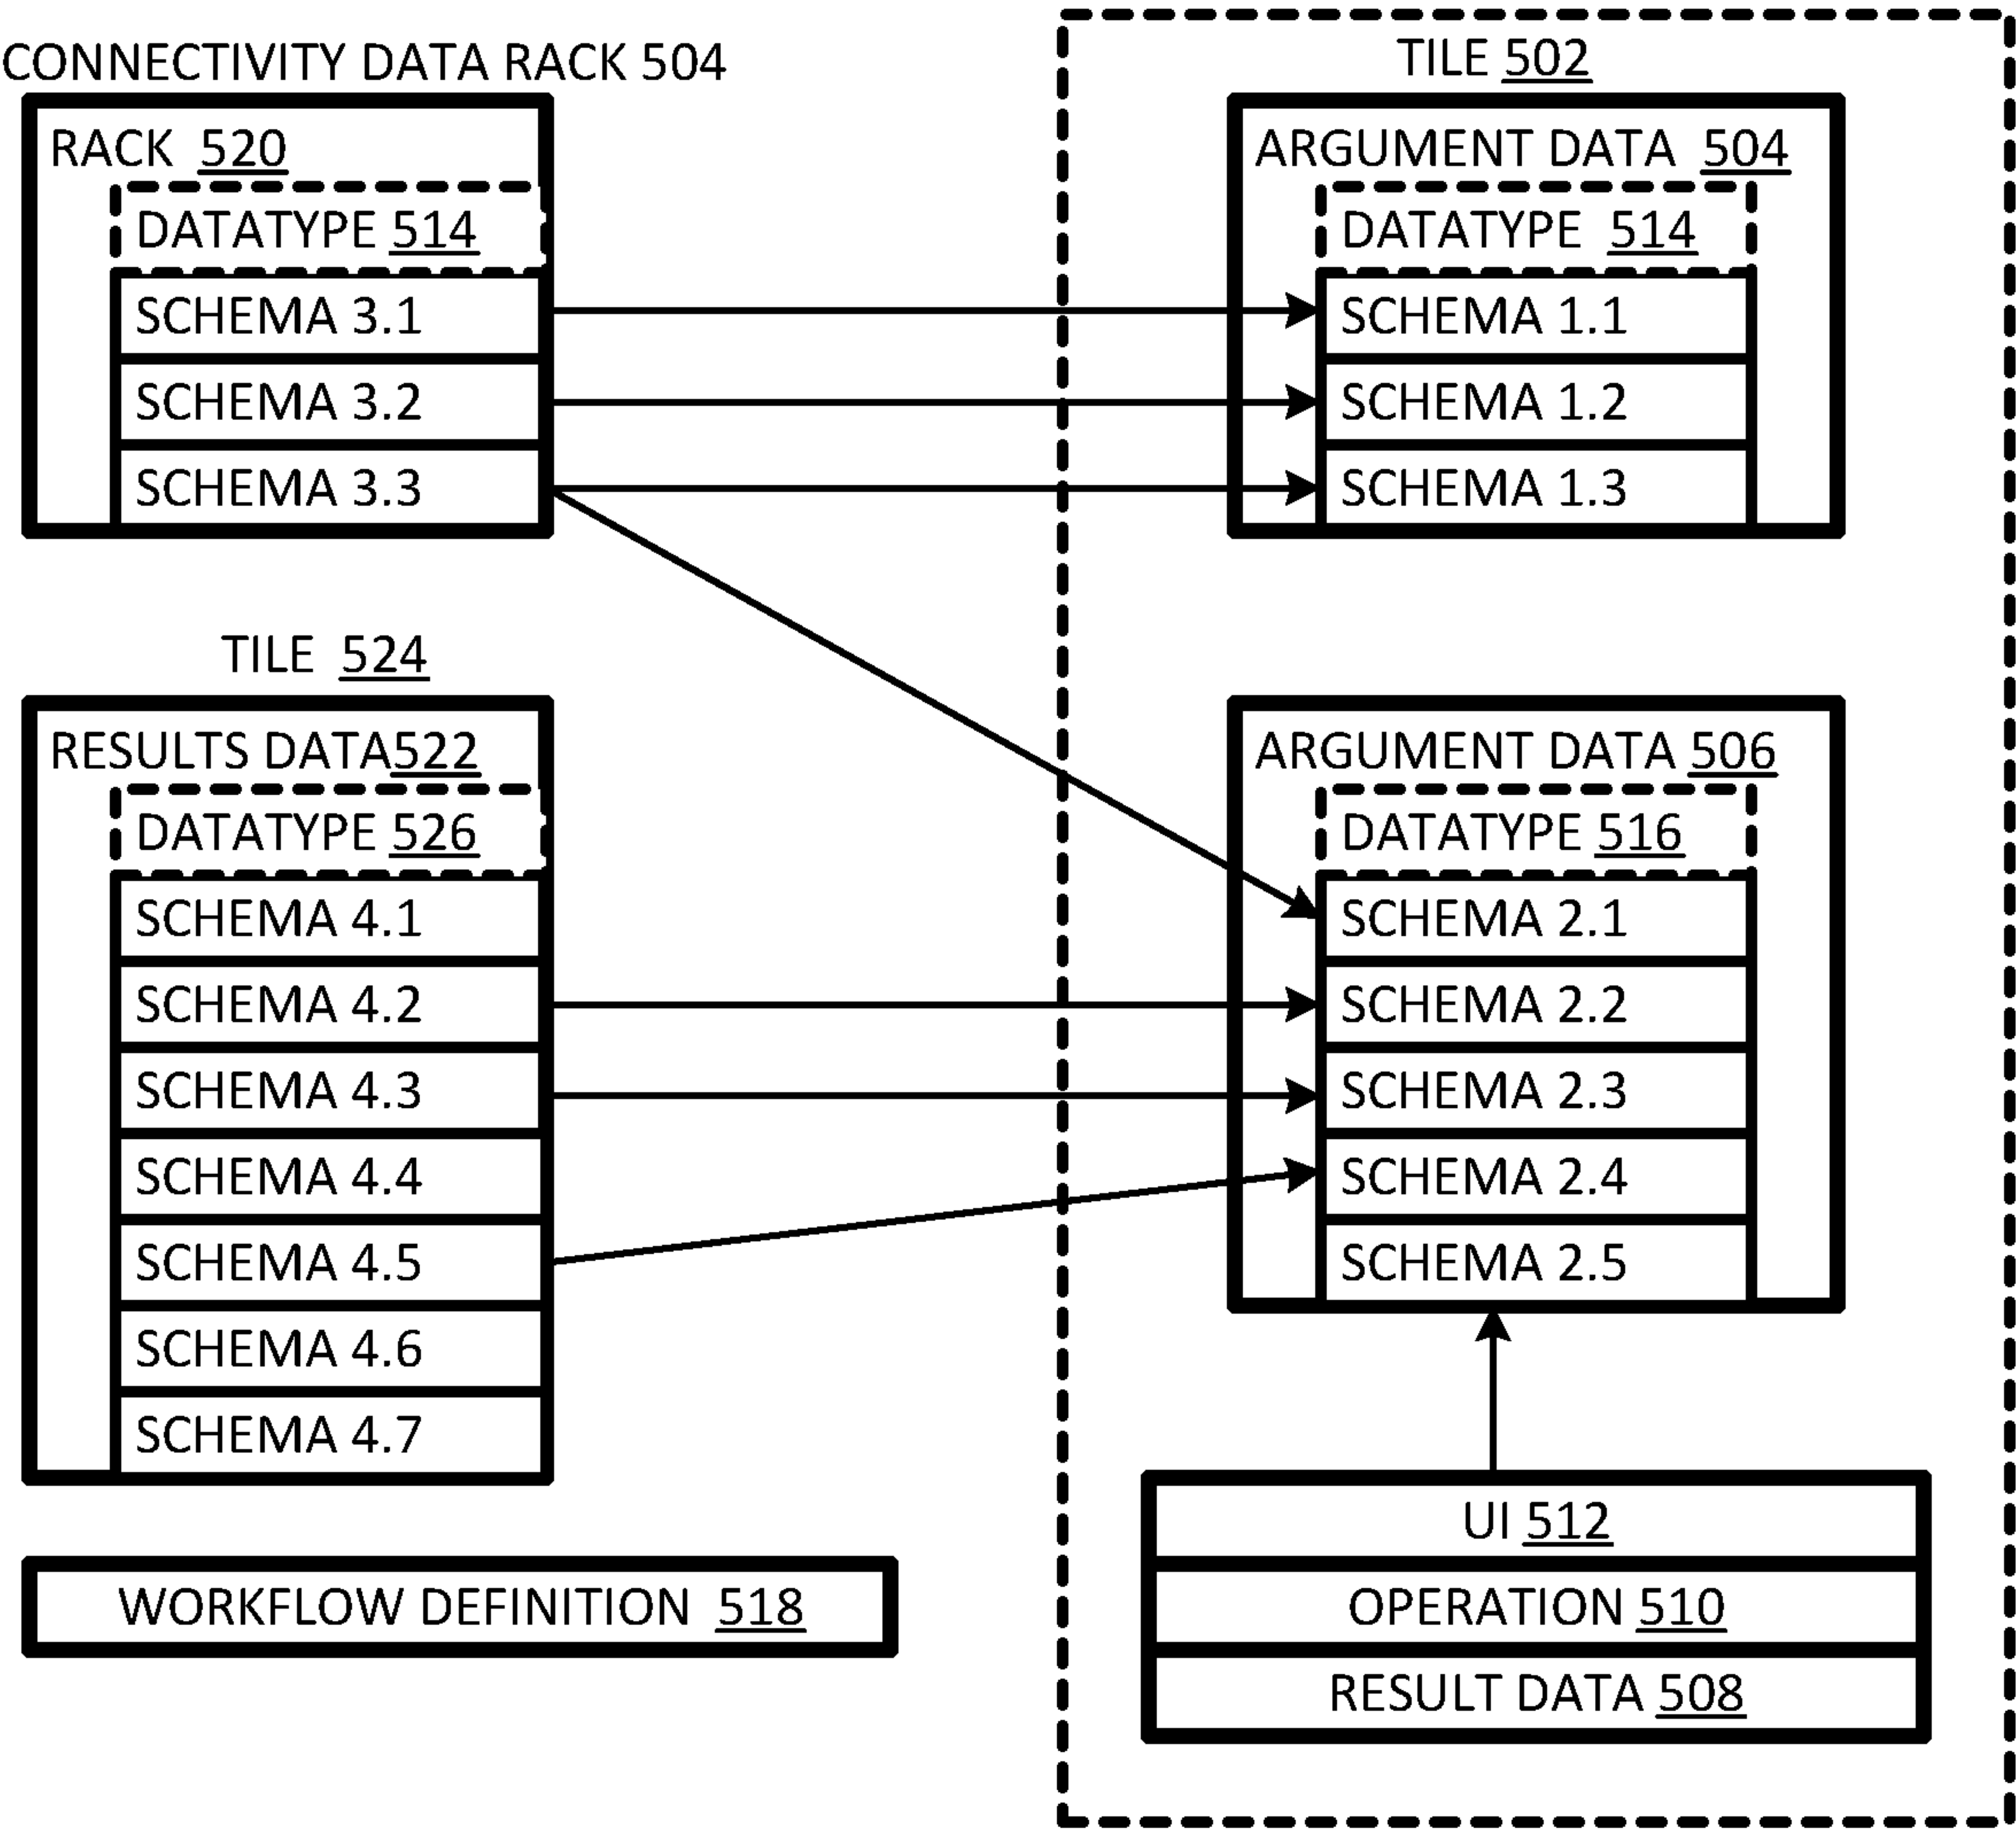 CONNECTIVITY DATA RACK 504
RACK 520
DATATYPE 514
SCHEMA 3.1
SCHEMA 3.2
SCHEMA 3.3
TILE 524
RESULTS DATA522
DATATYPE 526
SCHEMA 4.1
SCHEMA 4.2
SCHEMA 4.3
SCHEMA 4.4
SCHEMA 4.5
SCHEMA 4.6
SCHEMA 4.7
WORKFLOW DEFINITION 518
TILE 502
ARGUMENT DATA 504
DATATYPE 514
SCHEMA 1.1
SCHEMA 1.2
SCHEMA 1.3
ARGUMENT DATA 506
DATATYPE 516
SCHEMA 2.1
SCHEMA 2.2
SCHEMA 2.3
SCHEMA 2.4
SCHEMA 2.5
UI 512
OPERATION 510
RESULT DATA 508